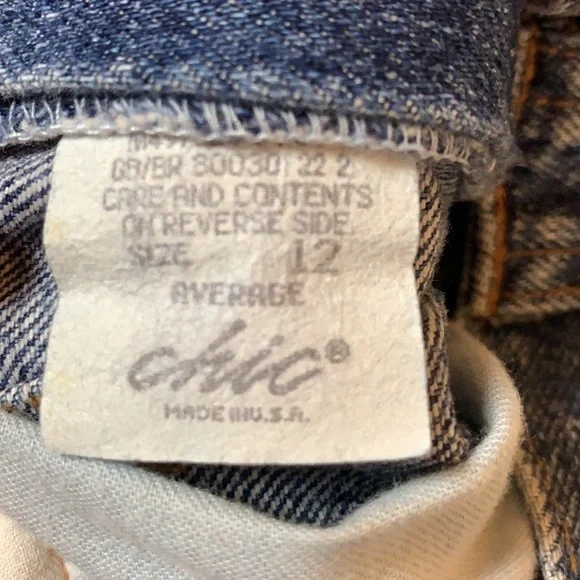 GB/BR 80030 22 2
CARE AND CONTENTS
ON REVERSE SIDE.
SIZE 12
AVERAGE
chic®
MADE IN U.S.A.